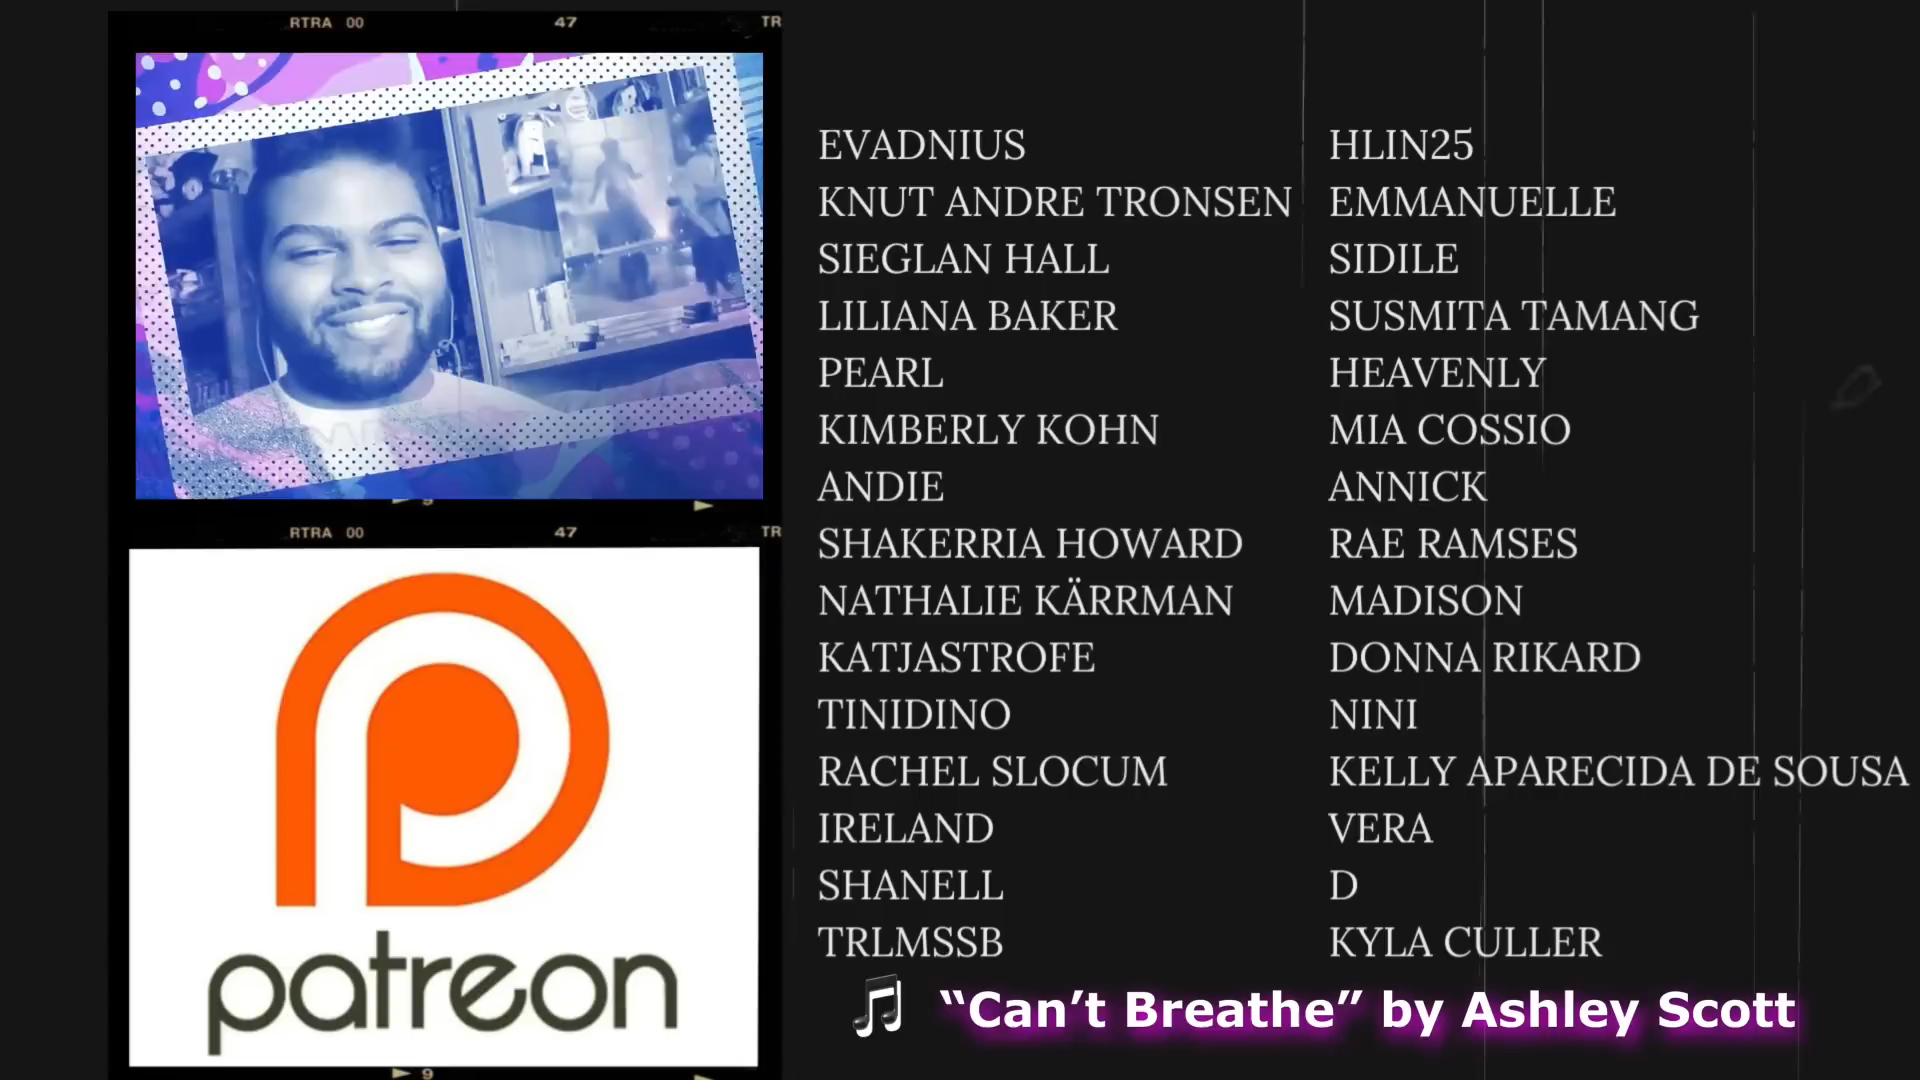 RTRA 00 47 TR
9
RTRA 00 47 TR
patreon
9
EVADNIUS
KNUT ANDRE TRONSEN
SIEGLAN HALL
LILIANA BAKER
PEARL
KIMBERLY KOHN
ANDIE
SHAKERRIA HOWARD
NATHALIE KÄRRMAN
KATJASTROFE
TINIDINO
RACHEL SLOCUM
IRELAND
SHANELL
TRLMSSB
HLIN25
EMMANUELLE
SIDILE
SUSMITA TAMANG
HEAVENLY
MIA COSSIO
ANNICK
RAE RAMSES
MADISON
DONNA RIKARD
NINI
KELLY APARECIDA DE SOUSA
VERA
D
KYLA CULLER
“Can’t Breathe” by Ashley Scott